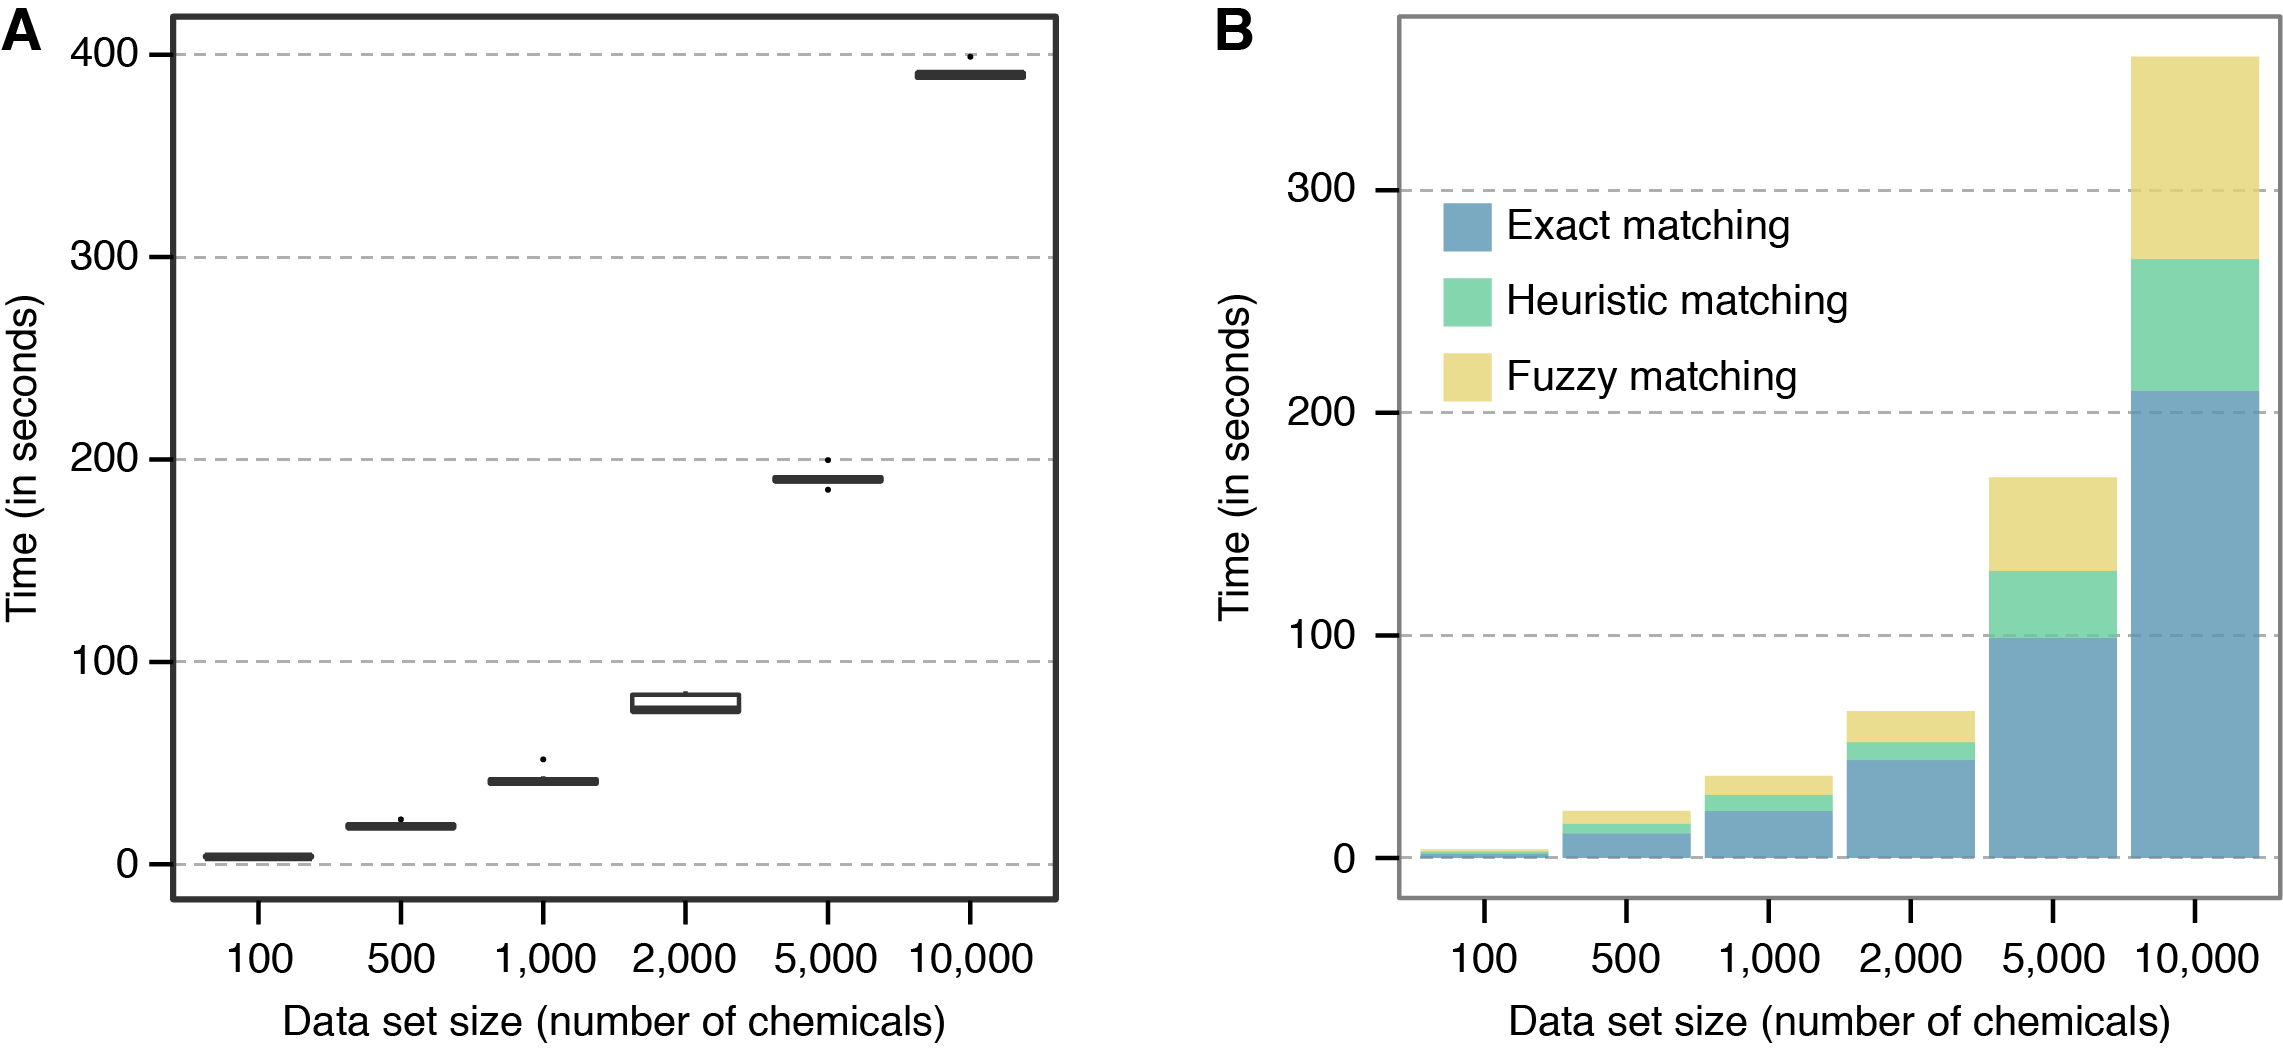 A
400
300
200
100
0
Time (in seconds)
100 500 1,000 2,000 5,000 10,000
Data set size (number of chemicals)
B
300
200
100
0
Time (in seconds)
Exact matching
Heuristic matching
Fuzzy matching
100 500 1,000 2,000 5,000 10,000
Data set size (number of chemicals)